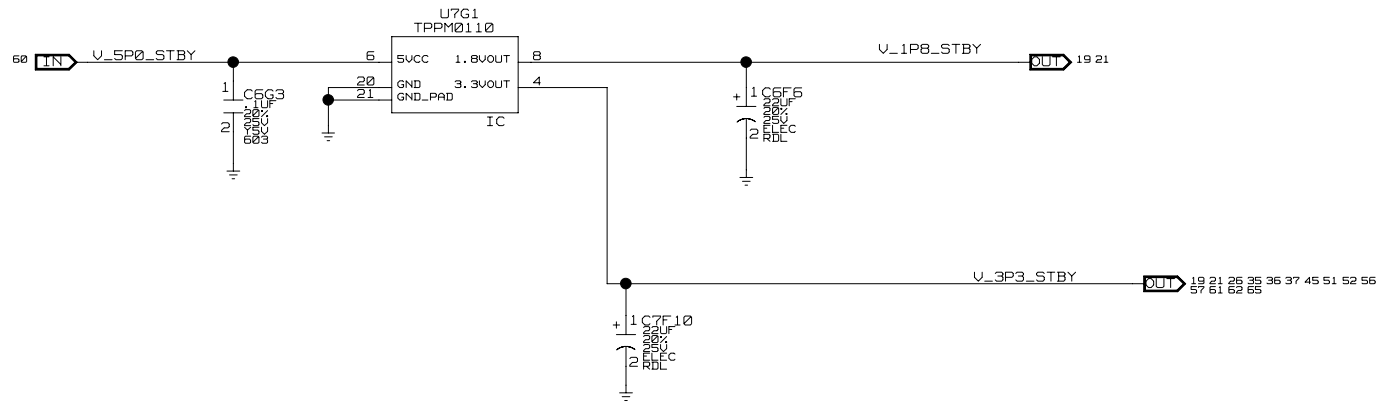 U7G1
TPPM0110
60 IN V_5P0_STBY
6 5VCC 1.8VOUT 8
20 GND 3.3VOUT 4
21 GND_PAD
IC
V_1P8_STBY OUT 19 21
1 C6G3
.1UF
20%
25V
Y5V
2 603
+ 1 C6F6
22UF
20%
25V
ELEC
2 RDL
V_3P3_STBY OUT 19 21 26 35 36 37 45 51 52 56
57 61 62 65
+ 1 C7F10
22UF
20%
25V
ELEC
2 RDL